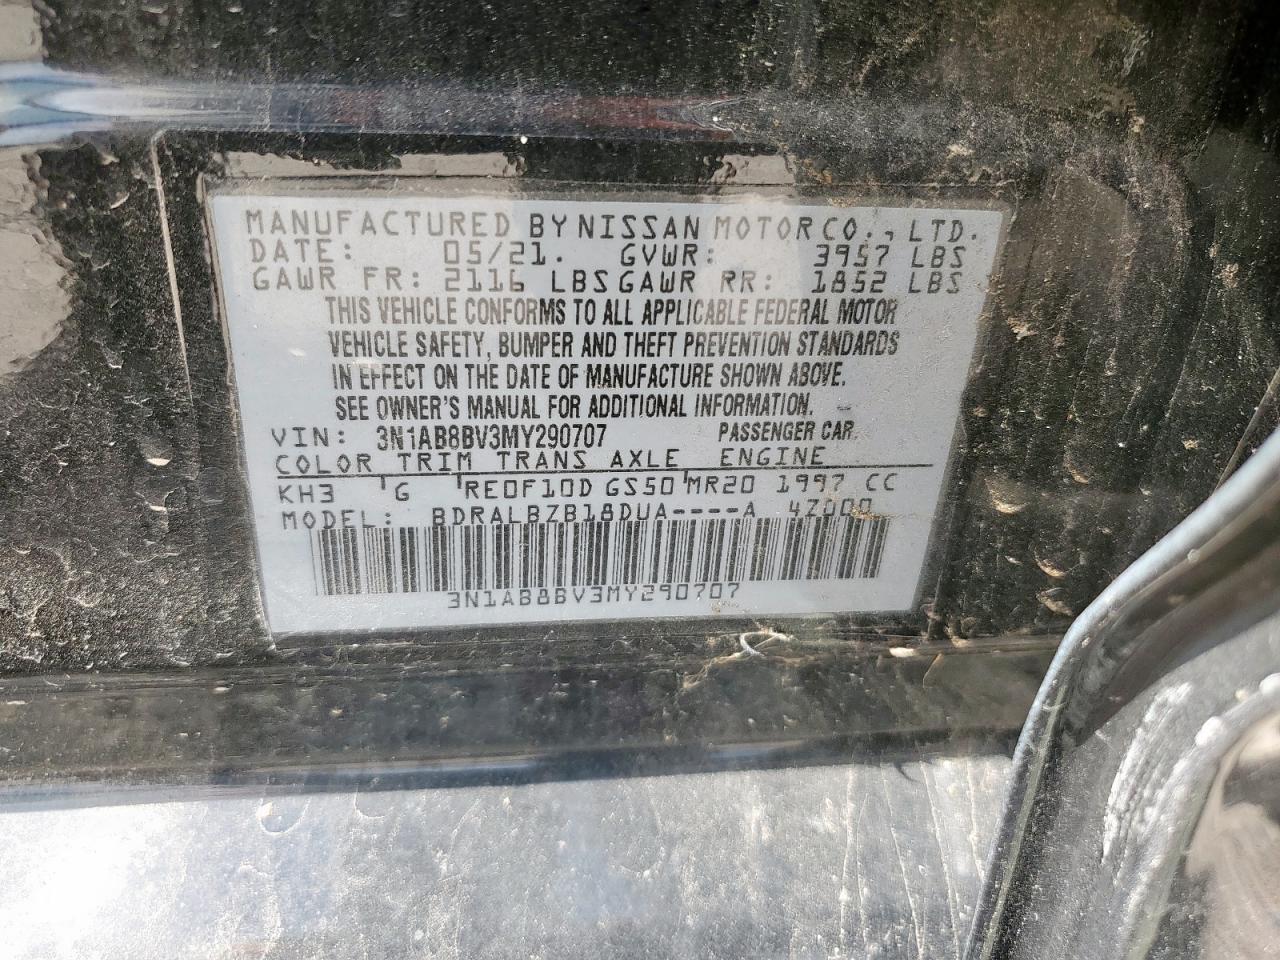 MANUFACTURED BY NISSAN MOTOR CO., LTD.
DATE: 05/21. GVWR: 3957 LBS
GAWR FR: 2116 LBS GAWR RR: 1852 LBS
THIS VEHICLE CONFORMS TO ALL APPLICABLE FEDERAL MOTOR
VEHICLE SAFETY, BUMPER AND THEFT PREVENTION STANDARDS
IN EFFECT ON THE DATE OF MANUFACTURE SHOWN ABOVE.
SEE OWNER'S MANUAL FOR ADDITIONAL INFORMATION.
VIN: 3N1AB8BV3MY290707 PASSENGER CAR
COLOR TRIM TRANS AXLE ENGINE
KH3 G RE0F10D GS50 MR20 1997 CC
MODEL: BDRALBZB18DUA----A
3N1AB8BV3MY290707